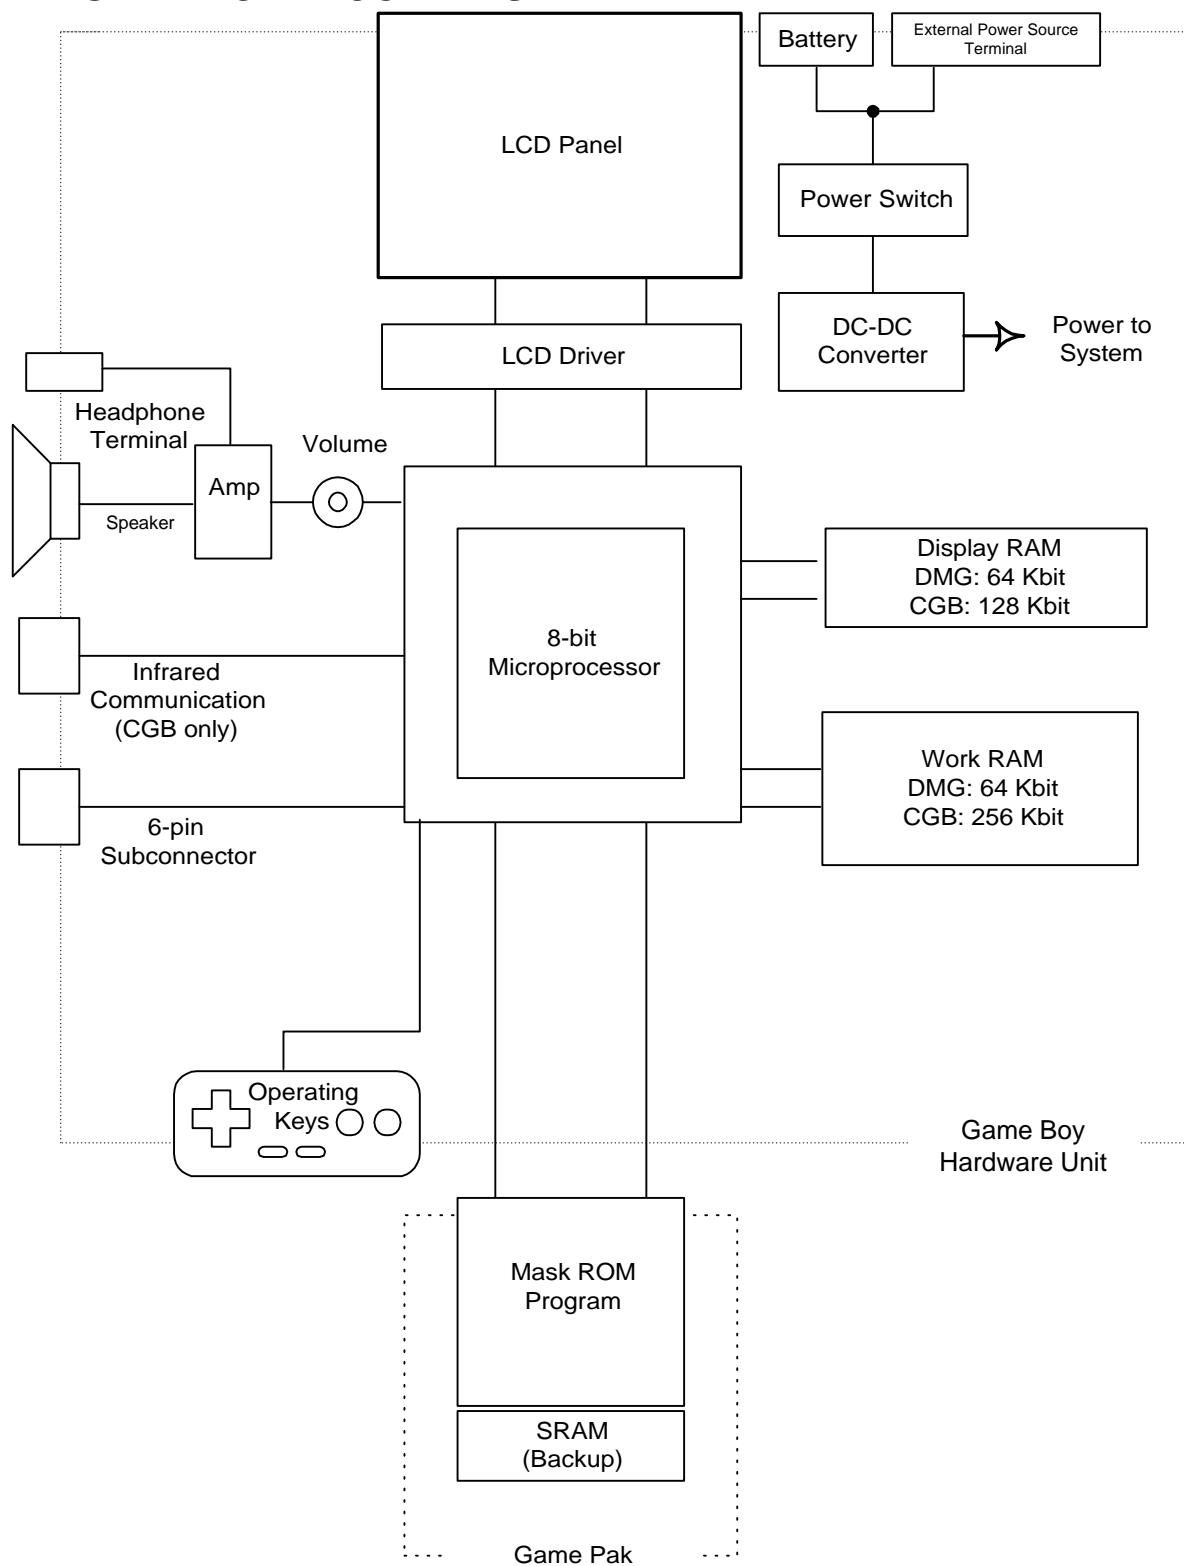 Battery
External Power Source
Terminal
LCD Panel
Power Switch
DC-DC
Converter
Power to
System
LCD Driver
Headphone
Terminal
Volume
Amp
Speaker
Display RAM
DMG: 64 Kbit
CGB: 128 Kbit
8-bit
Microprocessor
Infrared
Communication
(CGB only)
Work RAM
DMG: 64 Kbit
CGB: 256 Kbit
6-pin
Subconnector
Operating
Keys
Game Boy
Hardware Unit
Mask ROM
Program
SRAM
(Backup)
Game Pak